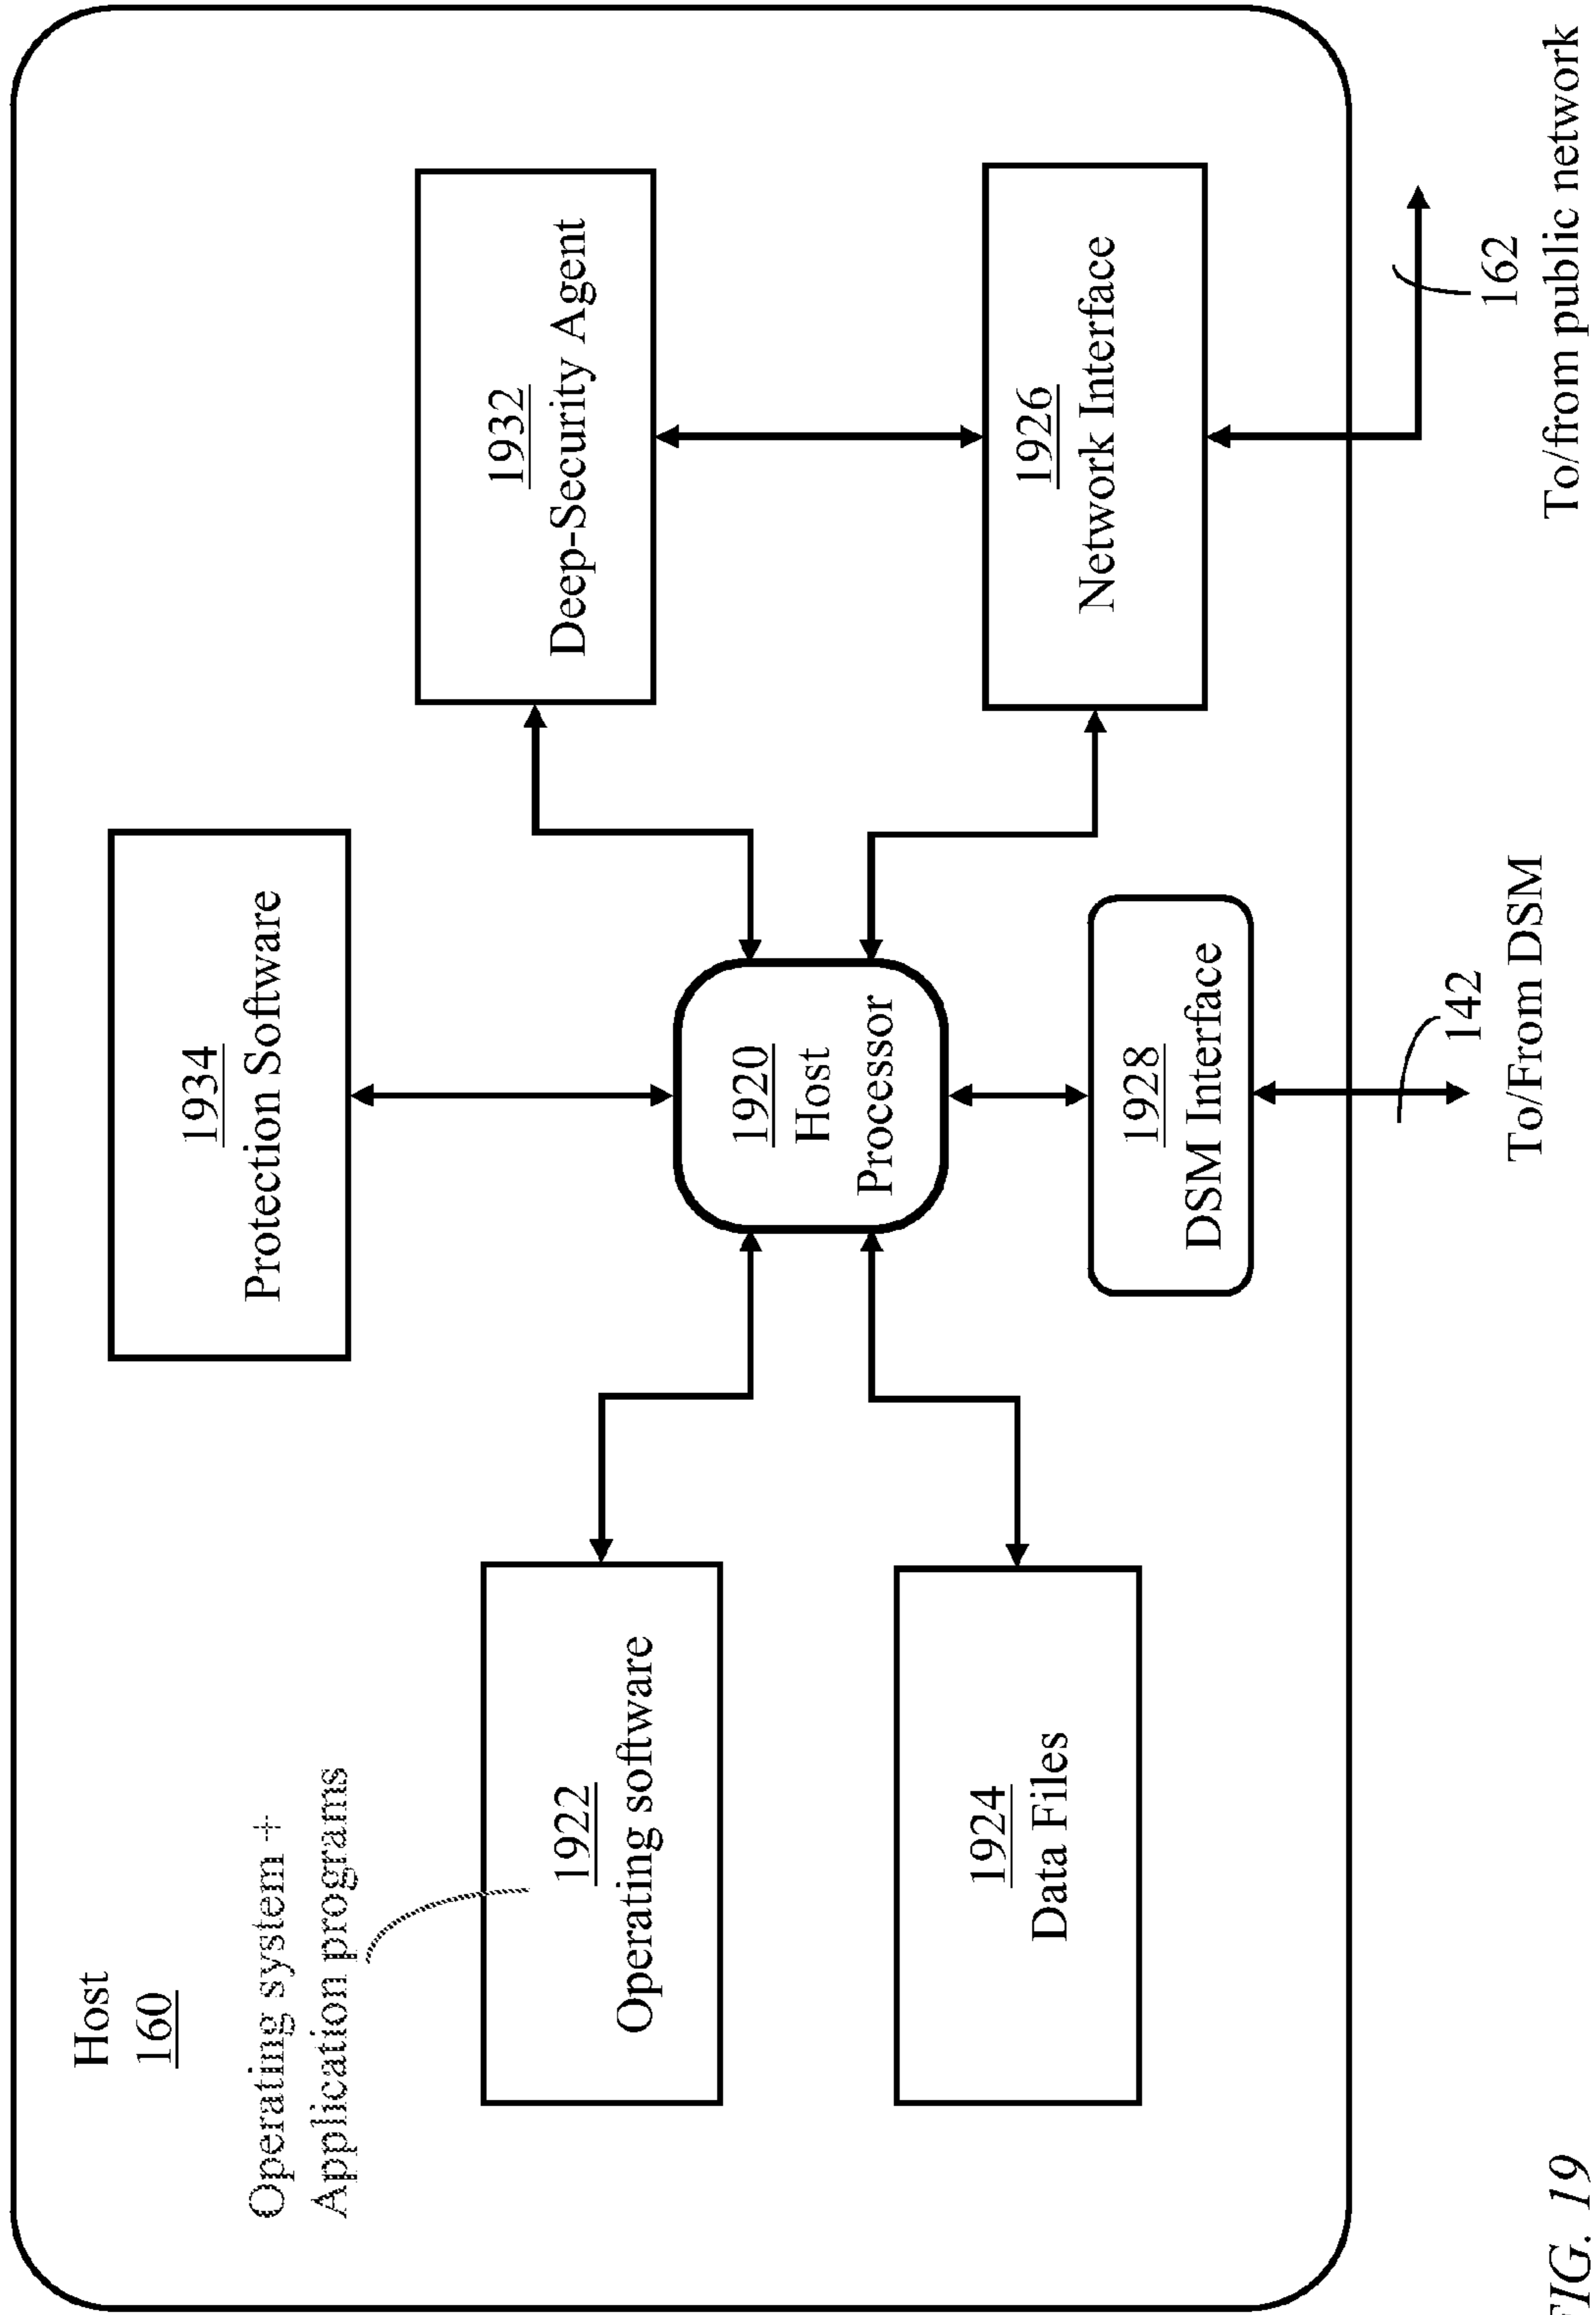 Host
160
Operating system +
Application programs
1934
Protection Software
1922
Operating software
1932
Deep-Security Agent
1920
Host
Processor
1924
Data Files
1926
Network Interface
1928
DSM Interface
142
To/From DSM
162
To/from public network
FIG. 19